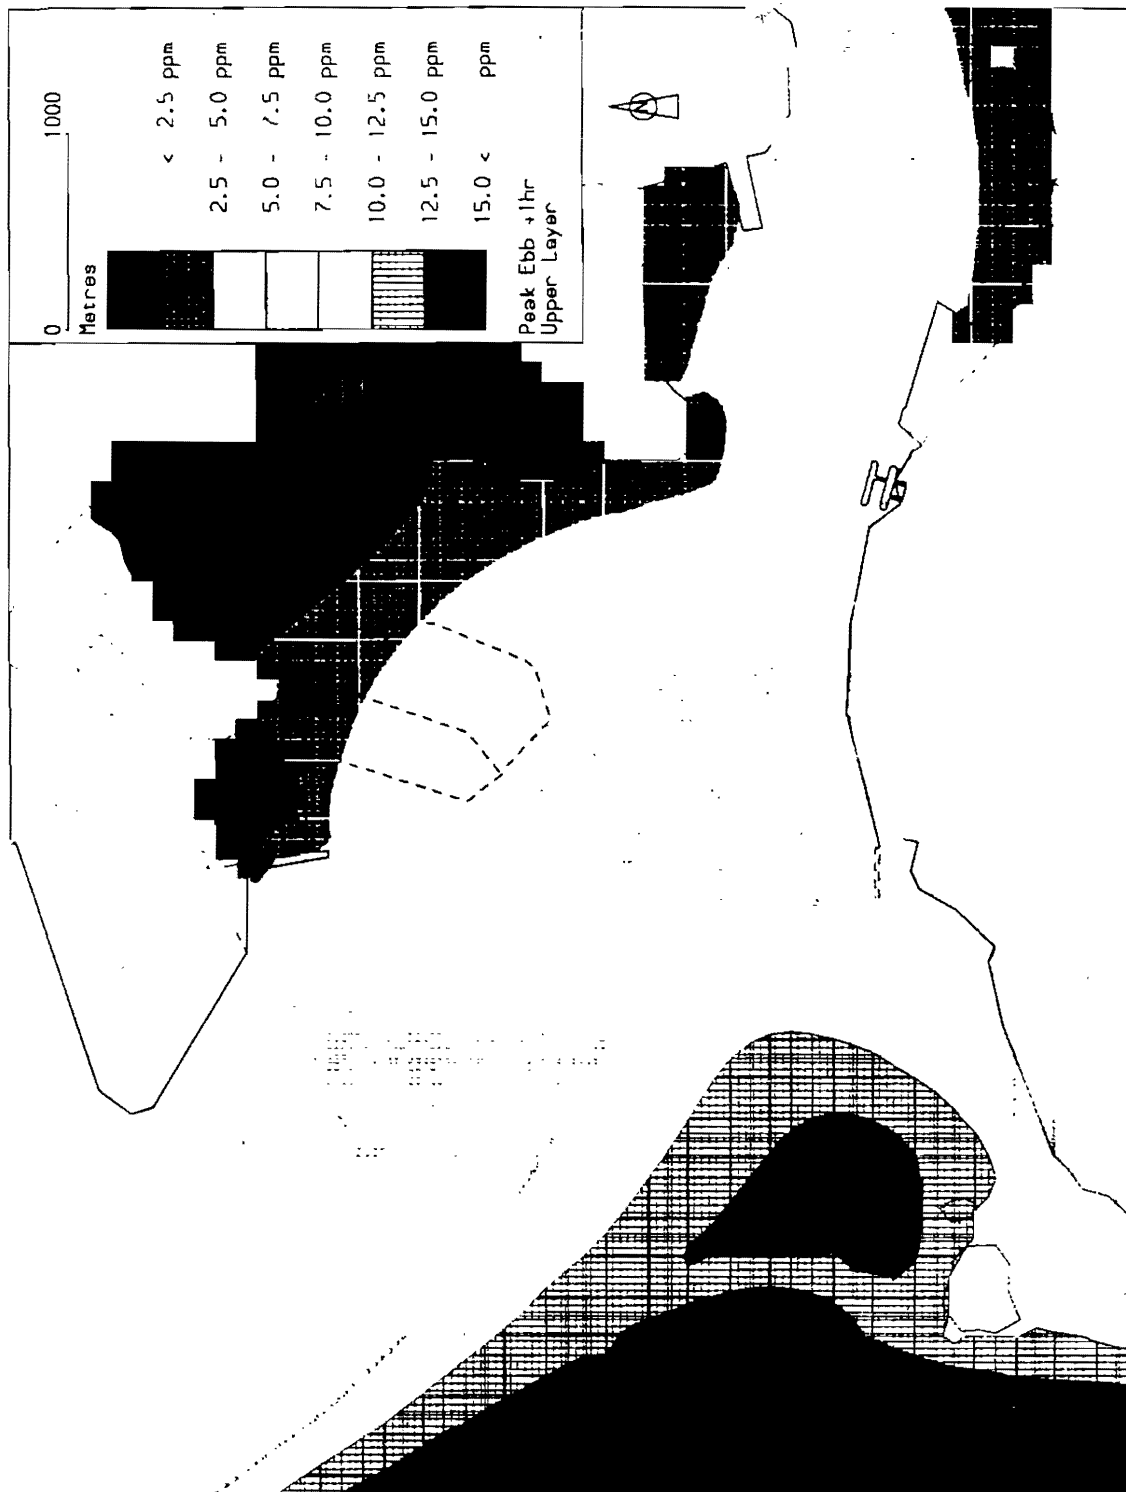 0 1000
Metres
< 2.5 ppm
2.5 - 5.0 ppm
5.0 - 7.5 ppm
7.5 - 10.0 ppm
10.0 - 12.5 ppm
12.5 - 15.0 ppm
15.0 < ppm
Peak Ebb +1hr
Upper Layer
N